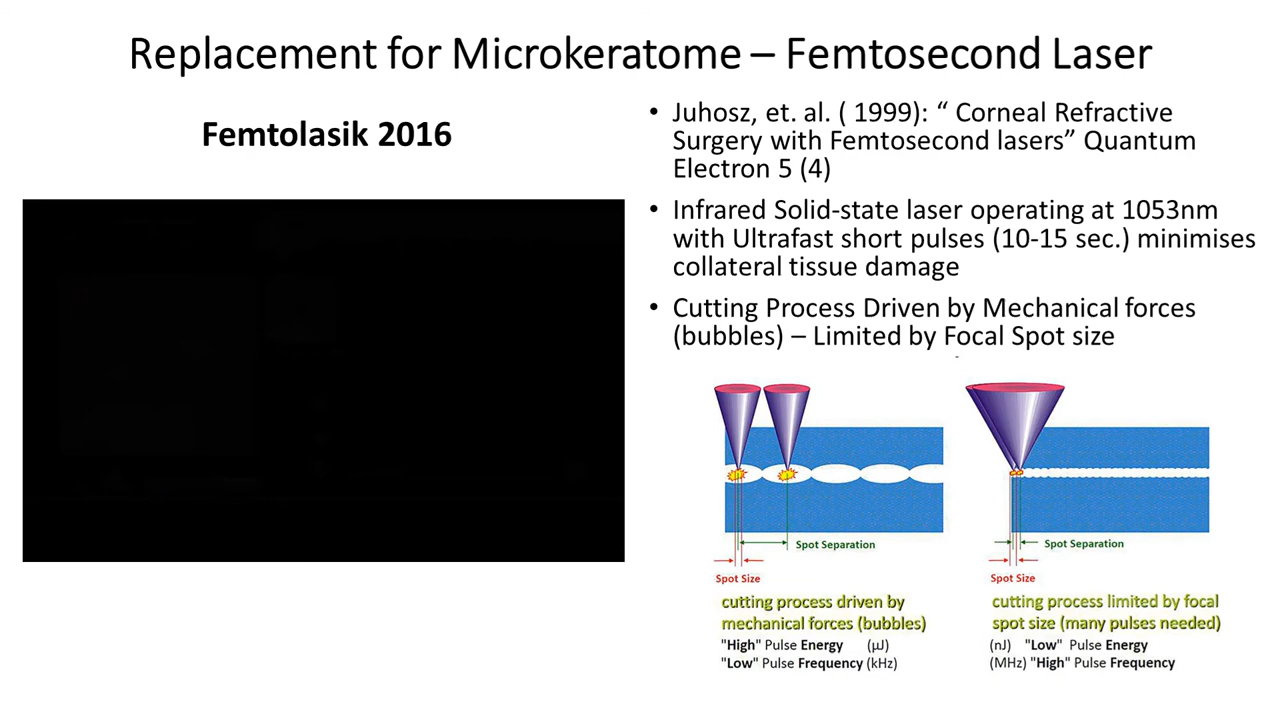 Replacement for Microkeratome – Femtosecond Laser
Femtolasik 2016
• Juhosz, et. al. ( 1999): “ Corneal Refractive
Surgery with Femtosecond lasers” Quantum
Electron 5 (4)
• Infrared Solid-state laser operating at 1053nm
with Ultrafast short pulses (10-15 sec.) minimises
collateral tissue damage
• Cutting Process Driven by Mechanical forces
(bubbles) – Limited by Focal Spot size
Spot Separation
Spot Size
cutting process driven by
mechanical forces (bubbles)
"High" Pulse Energy (µJ)
"Low" Pulse Frequency (kHz)
Spot Separation
Spot Size
cutting process limited by focal
spot size (many pulses needed)
(nJ) "Low" Pulse Energy
(MHz) "High" Pulse Frequency